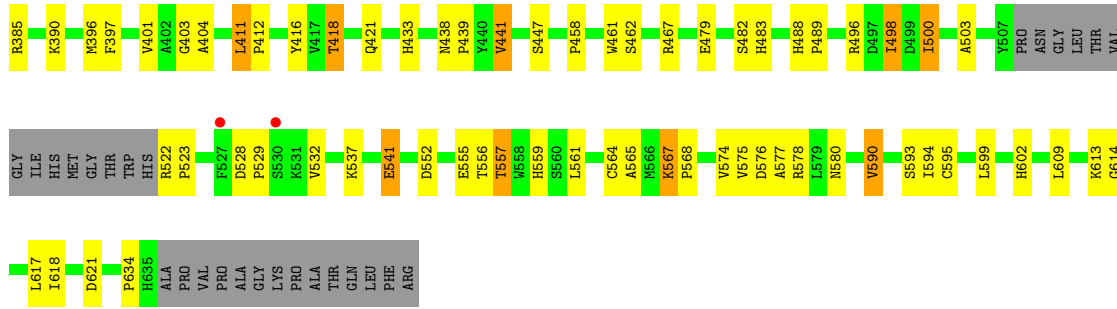 R385 K390 M396 F397 V401 A402 G403 A404 L411 P412 Y416 V417 T418 Q421 H433 N438 P439 Y440 V441 S447 P458 W461 S462 R467 E479 S482 H483 H488 P489 R496 D497 I498 D499 I500 A503 Y507 PRO ASN GLY LEU THR VAL
GLY ILE HIS MET GLY THR TRP HIS R522 P523 F527 D528 P529 S530 K531 V532 K537 E541 D552 E555 T556 T557 W558 H559 S560 L561 C564 A565 M566 K567 P568 V574 V575 D576 A577 R578 L579 N580 V590 S593 I594 C595 L599 H602 L609 K613 G614
L617 I618 D621 P634 H635 ALA PRO VAL PRO ALA GLY LYS PRO ALA THR GLN LEU PHE ARG